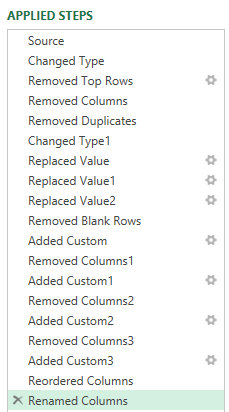 APPLIED STEPS
Source
Changed Type
Removed Top Rows
Removed Columns
Removed Duplicates
Changed Type1
Replaced Value
Replaced Value1
Replaced Value2
Removed Blank Rows
Added Custom
Removed Columns1
Added Custom1
Removed Columns2
Added Custom2
Removed Columns3
Added Custom3
Reordered Columns
Renamed Columns